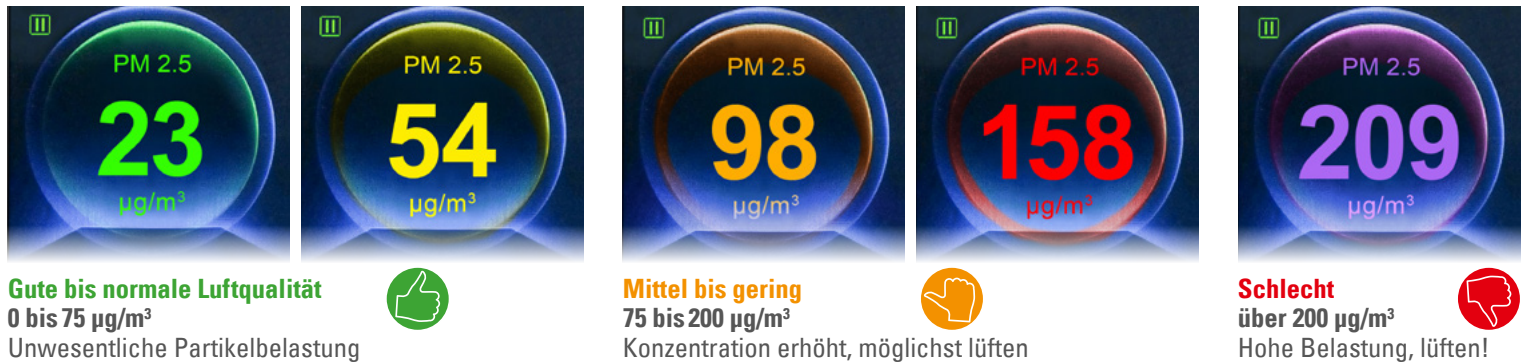 PM 2.5
23
µg/m³
PM 2.5
54
µg/m³
PM 2.5
98
µg/m³
PM 2.5
158
µg/m³
PM 2.5
209
µg/m³
Gute bis normale Luftqualität
0 bis 75 µg/m³
Unwesentliche Partikelbelastung
Mittel bis gering
75 bis 200 µg/m³
Konzentration erhöht, möglichst lüften
Schlecht
über 200 µg/m³
Hohe Belastung, lüften!